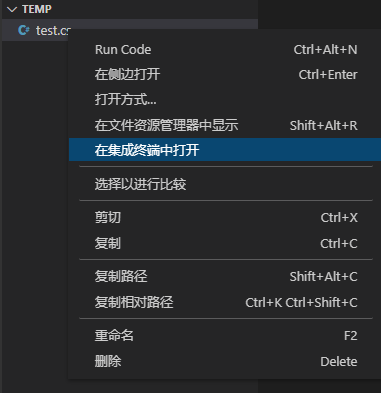 TEMP
test.cs
Run Code Ctrl+Alt+N
在侧边打开 Ctrl+Enter
打开方式...
在文件资源管理器中显示 Shift+Alt+R
在集成终端中打开
选择以进行比较
剪切 Ctrl+X
复制 Ctrl+C
复制路径 Shift+Alt+C
复制相对路径 Ctrl+K Ctrl+Shift+C
重命名 F2
删除 Delete